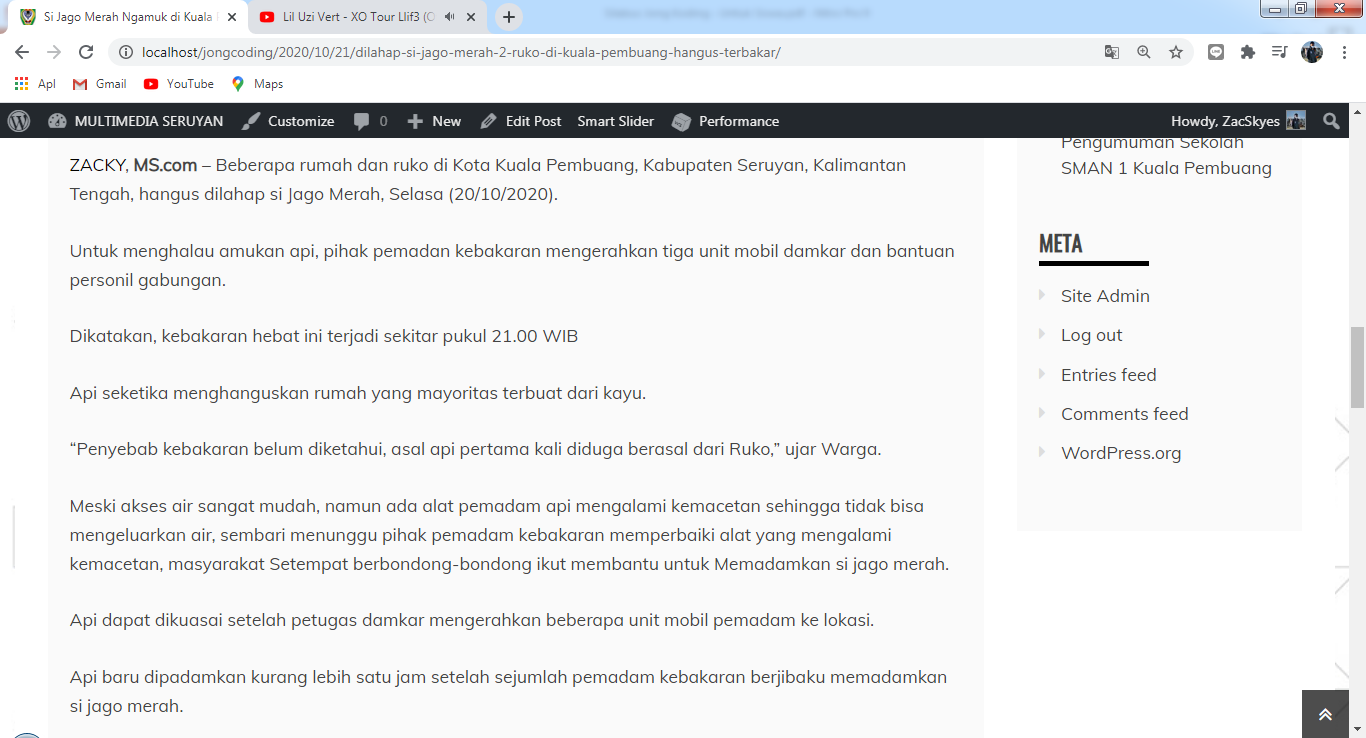 Si Jago Merah Ngamuk di Kuala
Lil Uzi Vert - XO Tour Llif3 (O
localhost/jongcoding/2020/10/21/dilahap-si-jago-merah-2-ruko-di-kuala-pembuang-hangus-terbakar/
Apl
Gmail
YouTube
Maps
MULTIMEDIA SERUYAN
Customize
0
New
Edit Post
Smart Slider
Performance
Howdy, ZacSkyes
ZACKY, MS.com – Beberapa rumah dan ruko di Kota Kuala Pembuang, Kabupaten Seruyan, Kalimantan
Tengah, hangus dilahap si Jago Merah, Selasa (20/10/2020).
Untuk menghalau amukan api, pihak pemadan kebakaran mengerahkan tiga unit mobil damkar dan bantuan
personil gabungan.
Dikatakan, kebakaran hebat ini terjadi sekitar pukul 21.00 WIB
Api seketika menghanguskan rumah yang mayoritas terbuat dari kayu.
“Penyebab kebakaran belum diketahui, asal api pertama kali diduga berasal dari Ruko,” ujar Warga.
Meski akses air sangat mudah, namun ada alat pemadam api mengalami kemacetan sehingga tidak bisa
mengeluarkan air, sembari menunggu pihak pemadam kebakaran memperbaiki alat yang mengalami
kemacetan, masyarakat Setempat berbondong-bondong ikut membantu untuk Memadamkan si jago merah.
Api dapat dikuasai setelah petugas damkar mengerahkan beberapa unit mobil pemadam ke lokasi.
Api baru dipadamkan kurang lebih satu jam setelah sejumlah pemadam kebakaran berjibaku memadamkan
si jago merah.
Pengumuman Sekolah
SMAN 1 Kuala Pembuang
META
Site Admin
Log out
Entries feed
Comments feed
WordPress.org